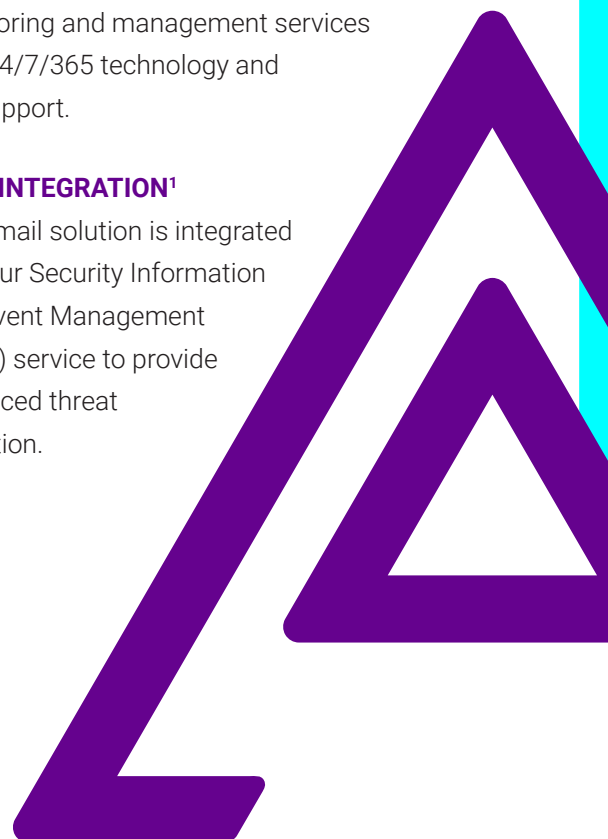 oring and management services
4/7/365 technology and
pport.
INTEGRATION¹
mail solution is integrated
ur Security Information
vent Management
) service to provide
ced threat
tion.